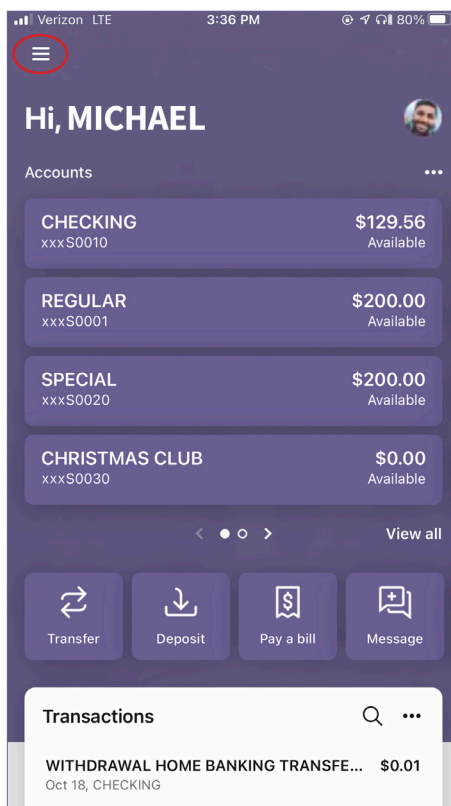 Verizon LTE 3:36 PM 80%
Hi, MICHAEL
Accounts
CHECKING $129.56
xxxS0010 Available
REGULAR $200.00
xxxS0001 Available
SPECIAL $200.00
xxxS0020 Available
CHRISTMAS CLUB $0.00
xxxS0030 Available
View all
Transfer Deposit Pay a bill Message
Transactions
WITHDRAWAL HOME BANKING TRANSFE... $0.01
Oct 18, CHECKING